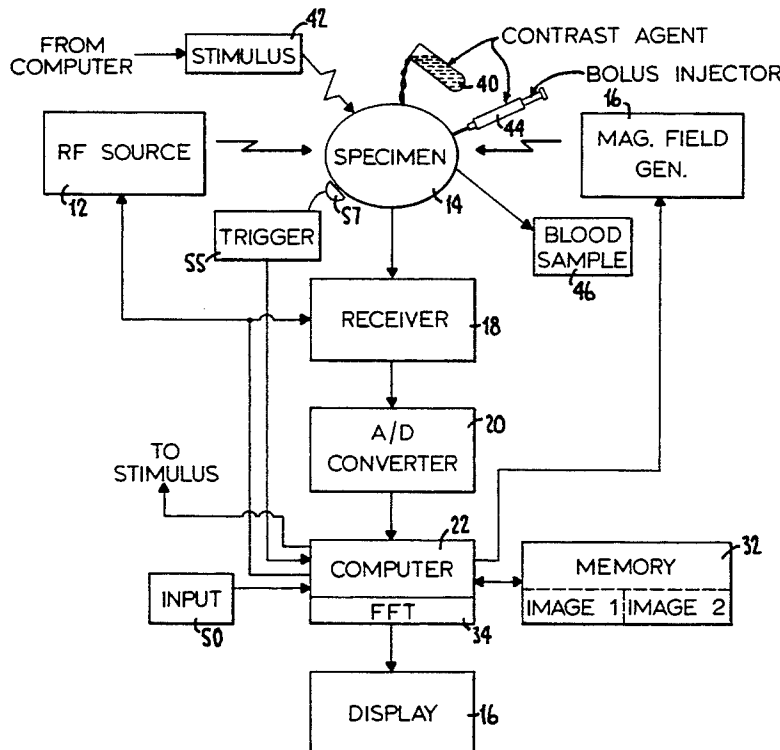 42
FROM
COMPUTER
STIMULUS
CONTRAST AGENT
40
BOLUS INJECTOR
44
16
RF SOURCE
12
SPECIMEN
14
MAG. FIELD
GEN.
57
TRIGGER
55
BLOOD
SAMPLE
46
RECEIVER
18
20
A/D
CONVERTER
TO
STIMULUS
22
COMPUTER
FFT
34
32
MEMORY
IMAGE 1
IMAGE 2
INPUT
50
DISPLAY
16